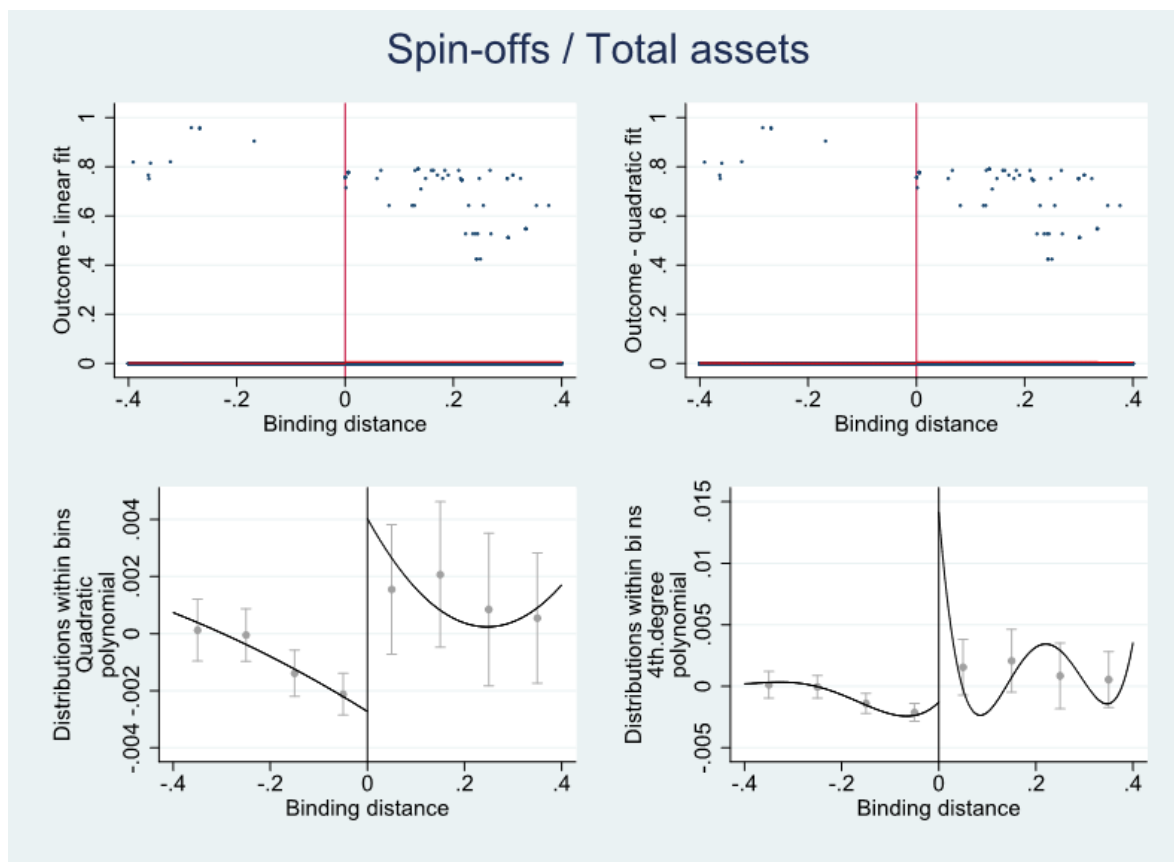 Spin-offs / Total assets
Outcome - linear fit
1
.8
.6
.4
.2
0
-.4 -.2 0 .2 .4
Binding distance
Outcome - quadratic fit
1
.8
.6
.4
.2
0
-.4 -.2 0 .2 .4
Binding distance
Distributions within bins
Quadratic
polynomial
.004
.002
0
-.002
-.004
-.4 -.2 0 .2 .4
Binding distance
Distributions within bi ns
4th.degree
polynomial
.015
.01
.005
0
-.005
-.4 -.2 0 .2 .4
Binding distance